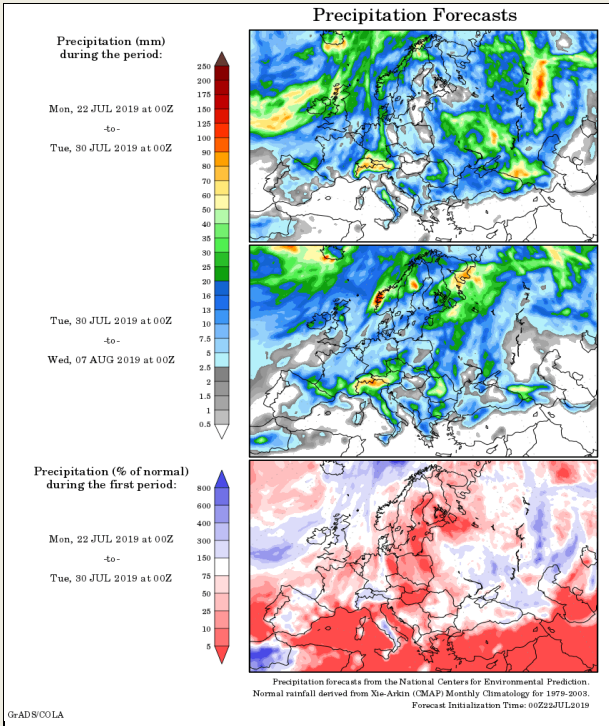 Precipitation Forecasts
Precipitation (mm)
during the period:
Mon, 22 JUL 2019 at 00Z
-to-
Tue, 30 JUL 2019 at 00Z
250
200
175
150
125
100
90
80
70
60
50
40
35
30
25
20
16
13
10
7.5
5
2.5
2
1.5
1
0.5
Tue, 30 JUL 2019 at 00Z
-to-
Wed, 07 AUG 2019 at 00Z
Precipitation (% of normal)
during the first period:
Mon, 22 JUL 2019 at 00Z
-to-
Tue, 30 JUL 2019 at 00Z
800
600
400
300
150
75
50
25
10
5
Precipitation forecasts from the National Centers for Environmental Prediction.
Normal rainfall derived from Xie-Arkin (CMAP) Monthly Climatology for 1979-2003.
Forecast Initialization Time: 00Z22JUL2019
GrADS/COLA